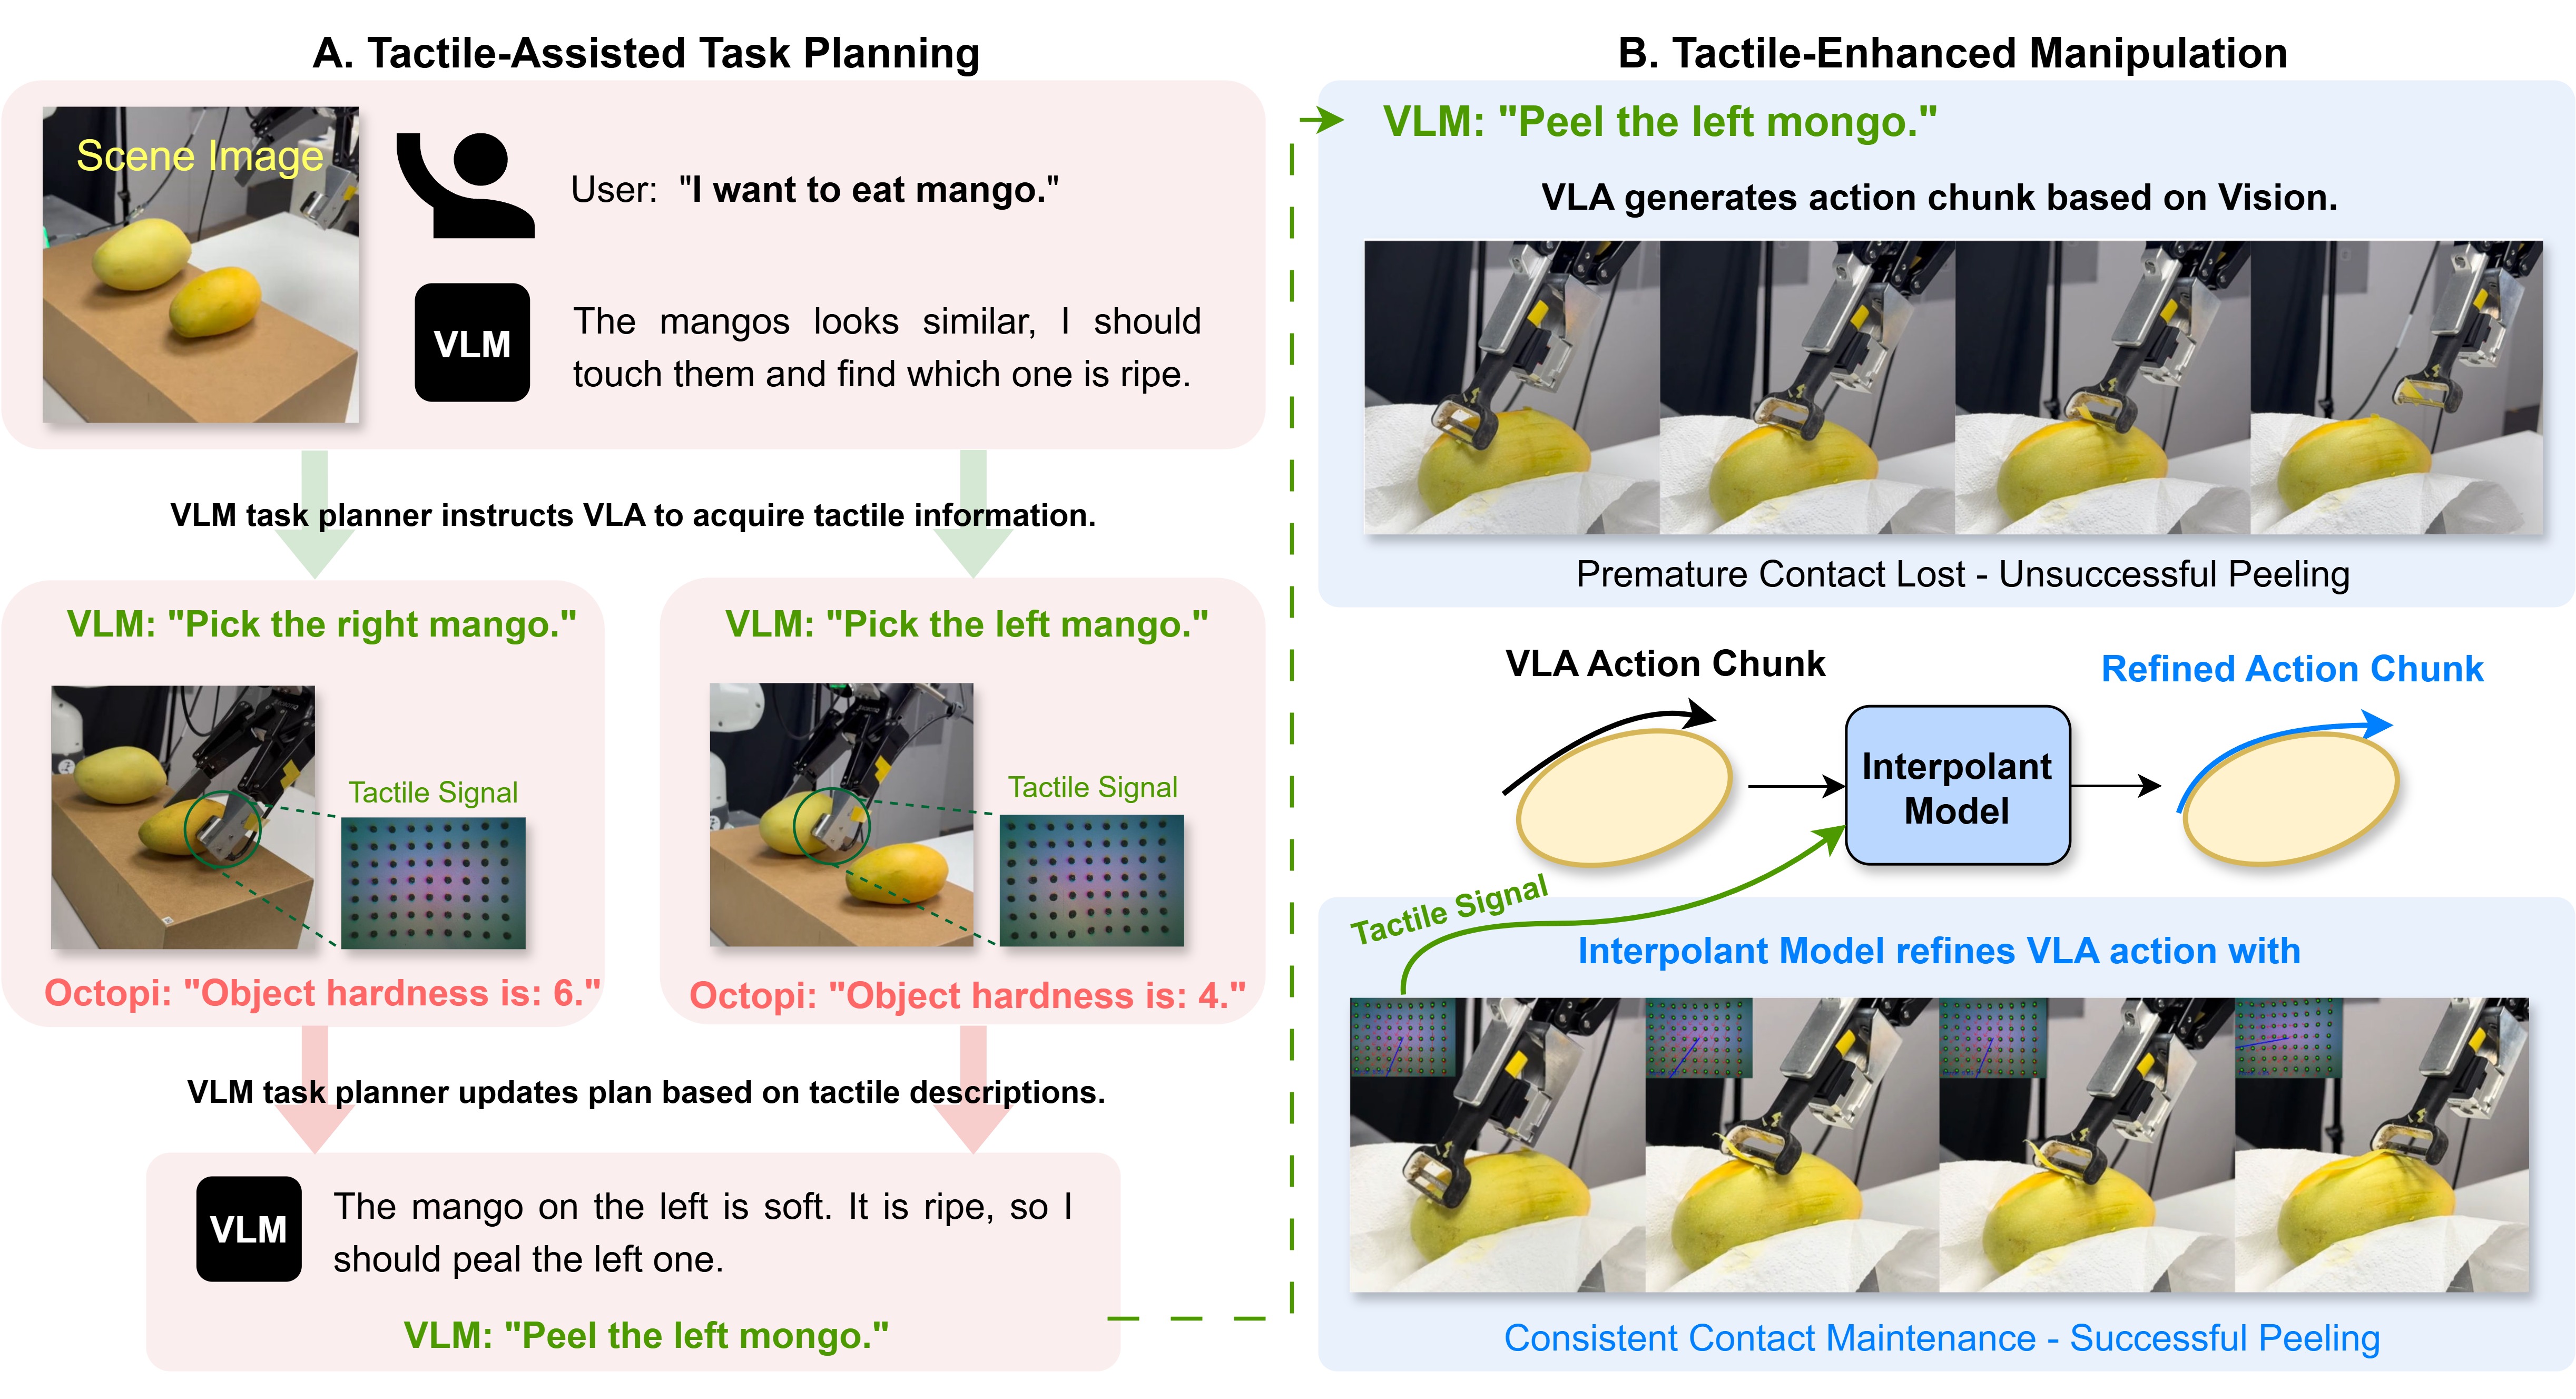 A. Tactile-Assisted Task Planning
Scene Image
User: "I want to eat mango."
VLM
The mangos looks similar, I should
touch them and find which one is ripe.
VLM task planner instructs VLA to acquire tactile information.
VLM: "Pick the right mango."
Tactile Signal
Octopi: "Object hardness is: 6."
VLM: "Pick the left mango."
Tactile Signal
Octopi: "Object hardness is: 4."
VLM task planner updates plan based on tactile descriptions.
VLM
The mango on the left is soft. It is ripe, so I
should peal the left one.
VLM: "Peel the left mongo."
B. Tactile-Enhanced Manipulation
VLM: "Peel the left mongo."
VLA generates action chunk based on Vision.
Premature Contact Lost - Unsuccessful Peeling
VLA Action Chunk
Interpolant
Model
Refined Action Chunk
Tactile Signal
Interpolant Model refines VLA action with
Consistent Contact Maintenance - Successful Peeling